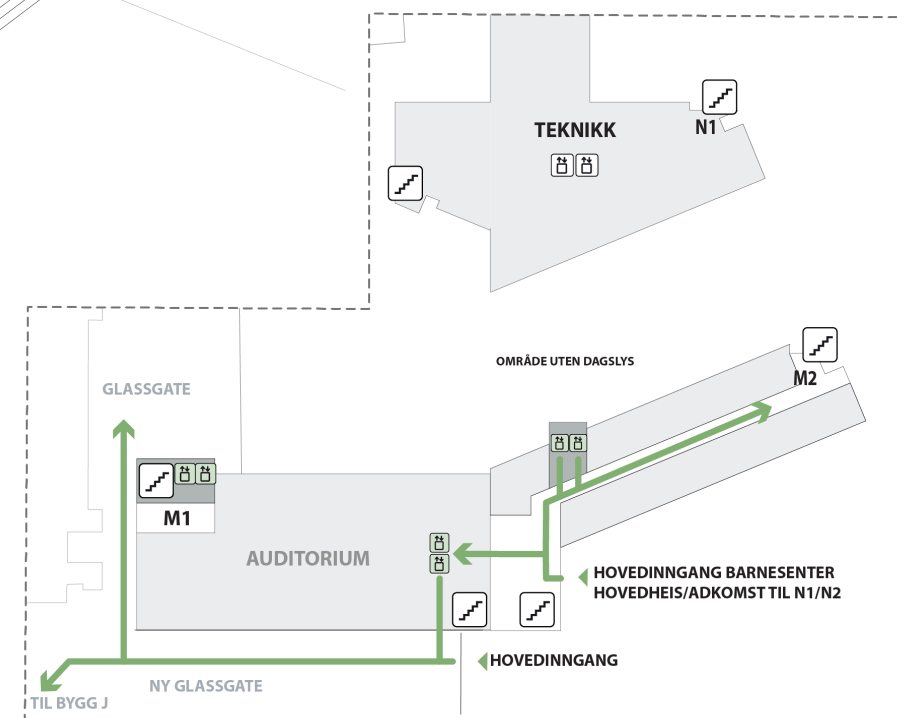 TEKNIKK
N1
OMRÅDE UTEN DAGSLYS
M2
GLASSGATE
M1
AUDITORIUM
HOVEDINNGANG BARNESENTER
HOVEDHEIS/ADKOMST TIL N1/N2
HOVEDINNGANG
NY GLASSGATE
TIL BYGG J